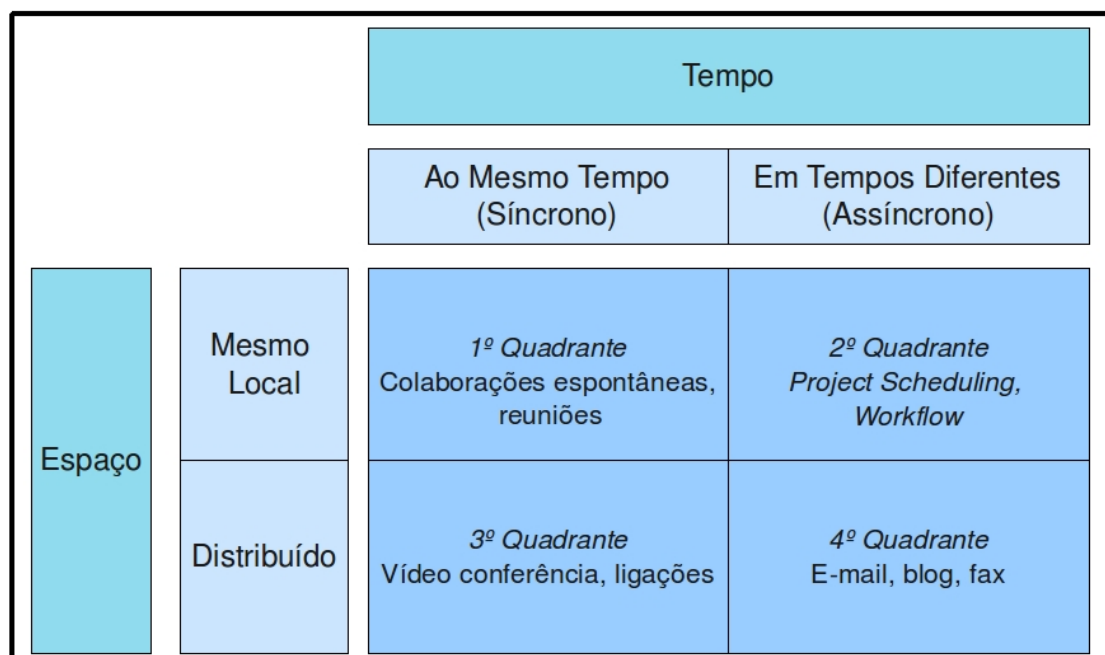 Tempo
Ao Mesmo Tempo
(Síncrono)
Em Tempos Diferentes
(Assíncrono)
Espaço
Mesmo
Local
1º Quadrante
Colaborações espontâneas,
reuniões
2º Quadrante
Project Scheduling,
Workflow
Distribuído
3º Quadrante
Vídeo conferência, ligações
4º Quadrante
E-mail, blog, fax